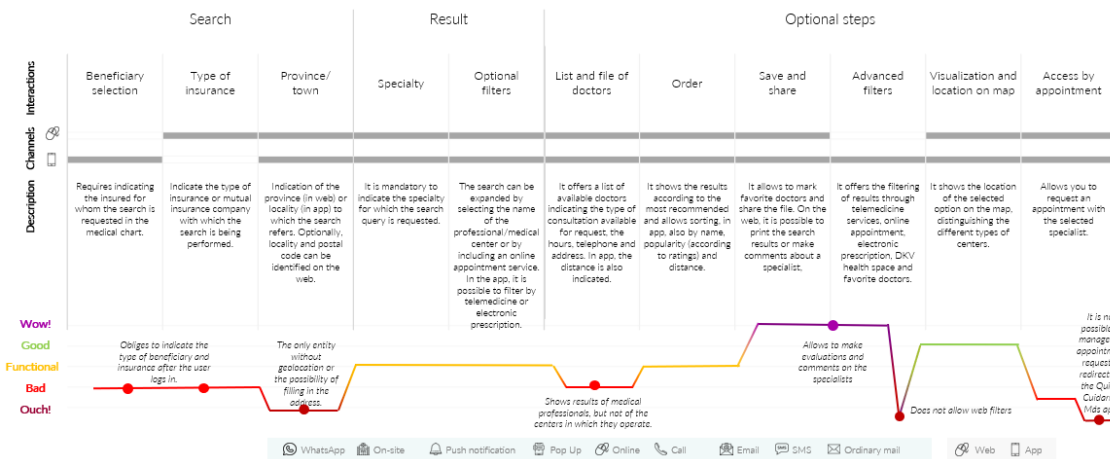 Search
Result
Optional steps
Interactions
Beneficiary
selection
Type of
insurance
Province/
town
Specialty
Optional
filters
List and file of
doctors
Order
Save and
share
Advanced
filters
Visualization and
location on map
Access by
appointment
Channels
Description
Requires indicating
the insured for
whom the search is
requested in the
medical chart.
Indicate the type of
insurance or mutual
insurance company
with which the
search is being
performed.
Indication of the
province (in web) or
locality (in app) to
which the search
refers. Optionally,
locality and postal
code can be
identified on the
web.
It is mandatory to
indicate the specialty
for which the search
query is requested.
The search can be
expanded by
selecting the name
of the
professional/medical
center or by
including an online
appointment service.
In the app, it is
possible to filter by
telemedicine or
electronic
prescription.
It offers a list of
available doctors
indicating the type of
consultation available
for request, the
hours, telephone and
address. In app, the
distance is also
indicated.
It shows the results
according to the
most recommended
and allows sorting, in
app, also by name,
popularity (according
to ratings) and
distance.
It allows to mark
favorite doctors and
share the file. On the
web, it is possible to
print the search
results or make
comments about a
specialist.
It offers the filtering
of results through
telemedicine
services, online
appointment,
electronic
prescription, DKV
health space and
favorite doctors.
It shows the location
of the selected
option on the map,
distinguishing the
different types of
centers.
Allows you to
request an
appointment with
the selected
specialist.
Wow!
Good
Functional
Bad
Ouch!
Obliges to indicate the
type of beneficiary and
insurance after the user
logs in.
The only entity
without
geolocation or
the possibility of
filling in the
address.
Shows results of medical
professionals, but not of the
centers in which they operate.
Allows to make
evaluations and
comments on the
specialists
Does not allow web filters
It is no
possible
manage
appointm
reques
redirect
the Qui
Cuidar
Mds ap
WhatsApp
On-site
Push notification
Pop Up
Online
Call
Email
SMS
Ordinary mail
Web
App